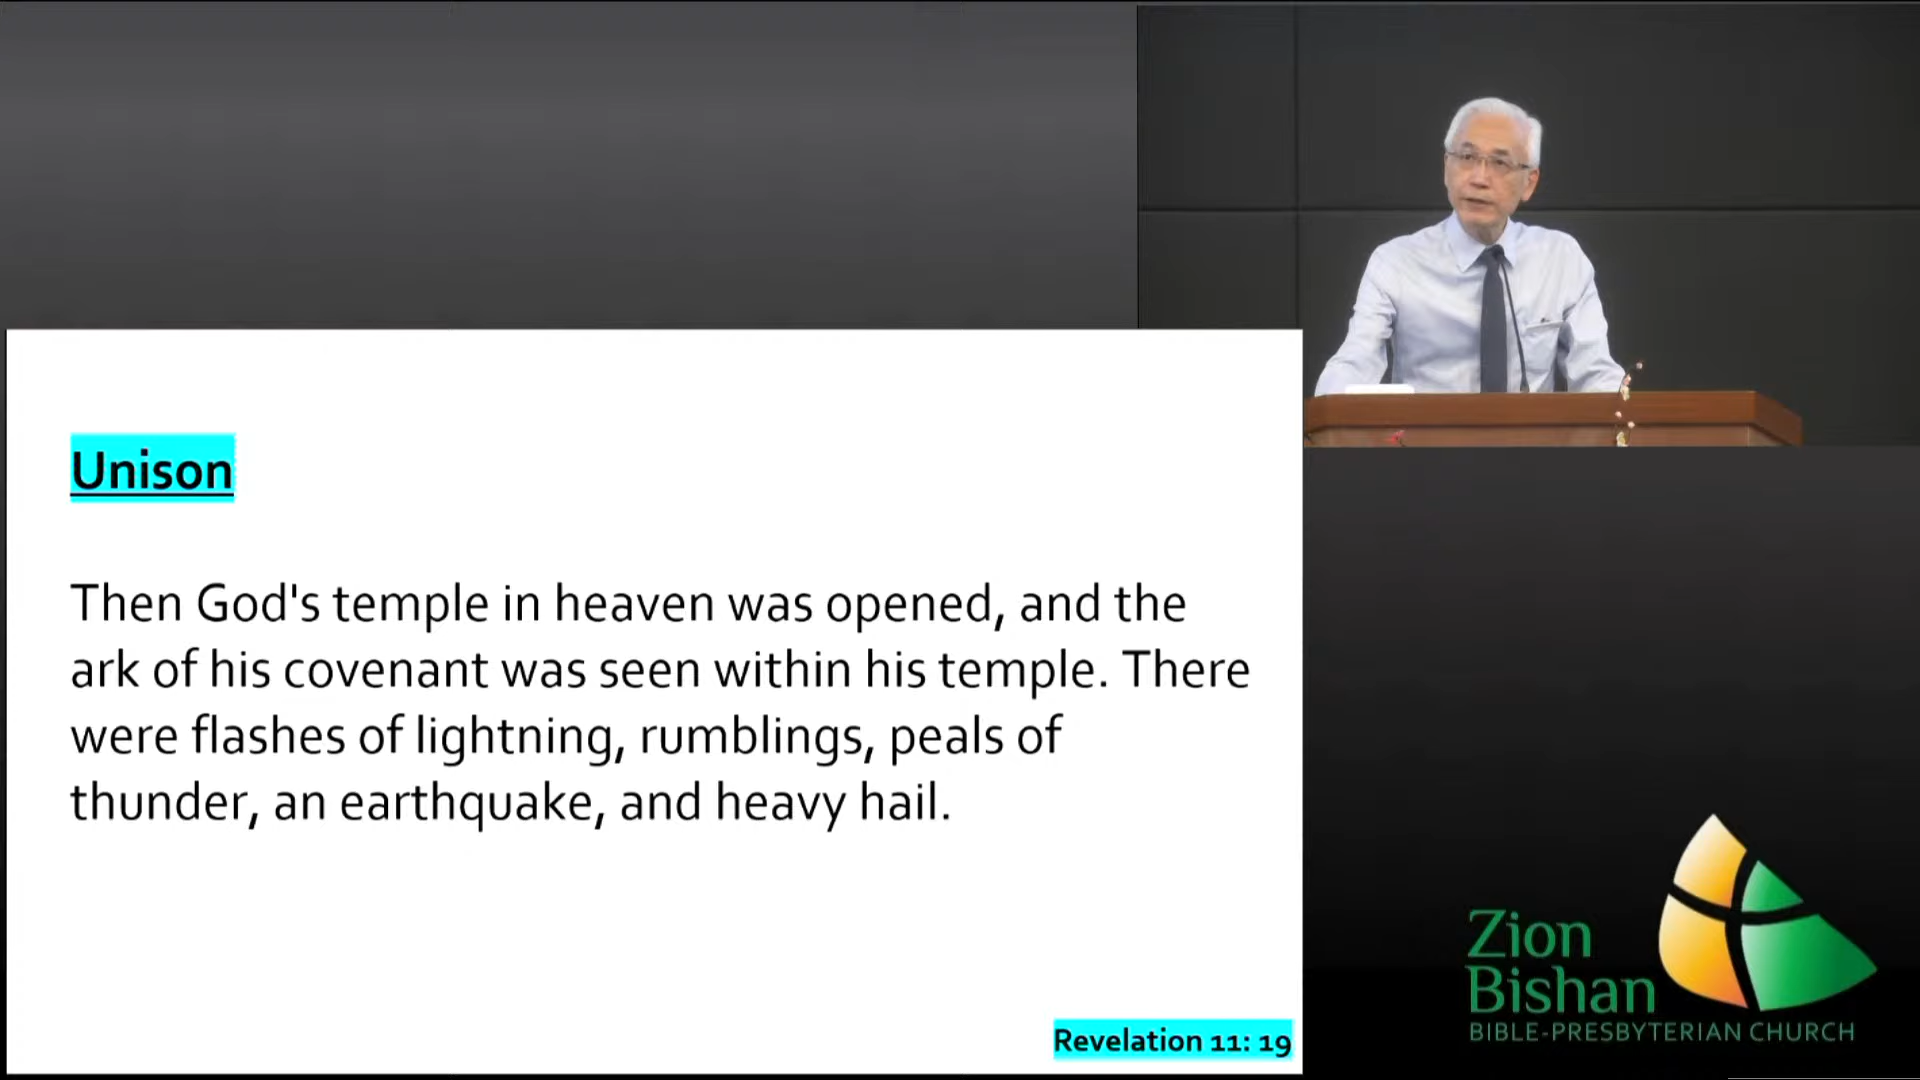 Unison
Then God's temple in heaven was opened, and the
ark of his covenant was seen within his temple. There
were flashes of lightning, rumblings, peals of
thunder, an earthquake, and heavy hail.
Revelation 11: 19
Zion
Bishan
BIBLE-PRESBYTERIAN CHURCH